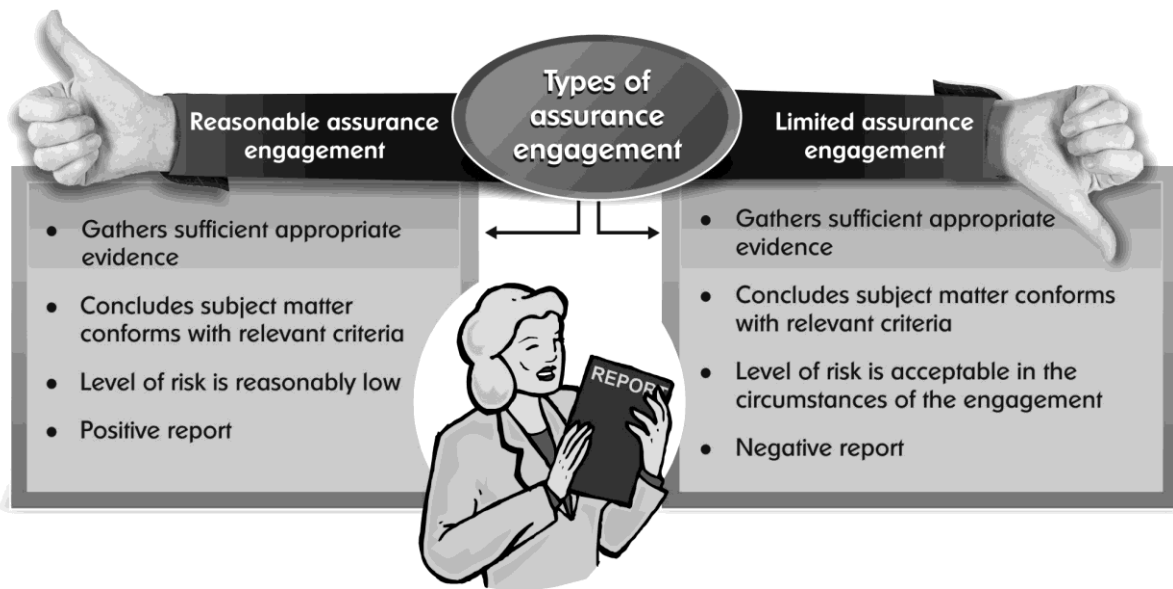 Types of
assurance
engagement
Reasonable assurance
engagement
• Gathers sufficient appropriate
evidence
• Concludes subject matter
conforms with relevant criteria
• Level of risk is reasonably low
• Positive report
Limited assurance
engagement
• Gathers sufficient appropriate
evidence
• Concludes subject matter conforms
with relevant criteria
• Level of risk is acceptable in the
circumstances of the engagement
• Negative report
REPORT